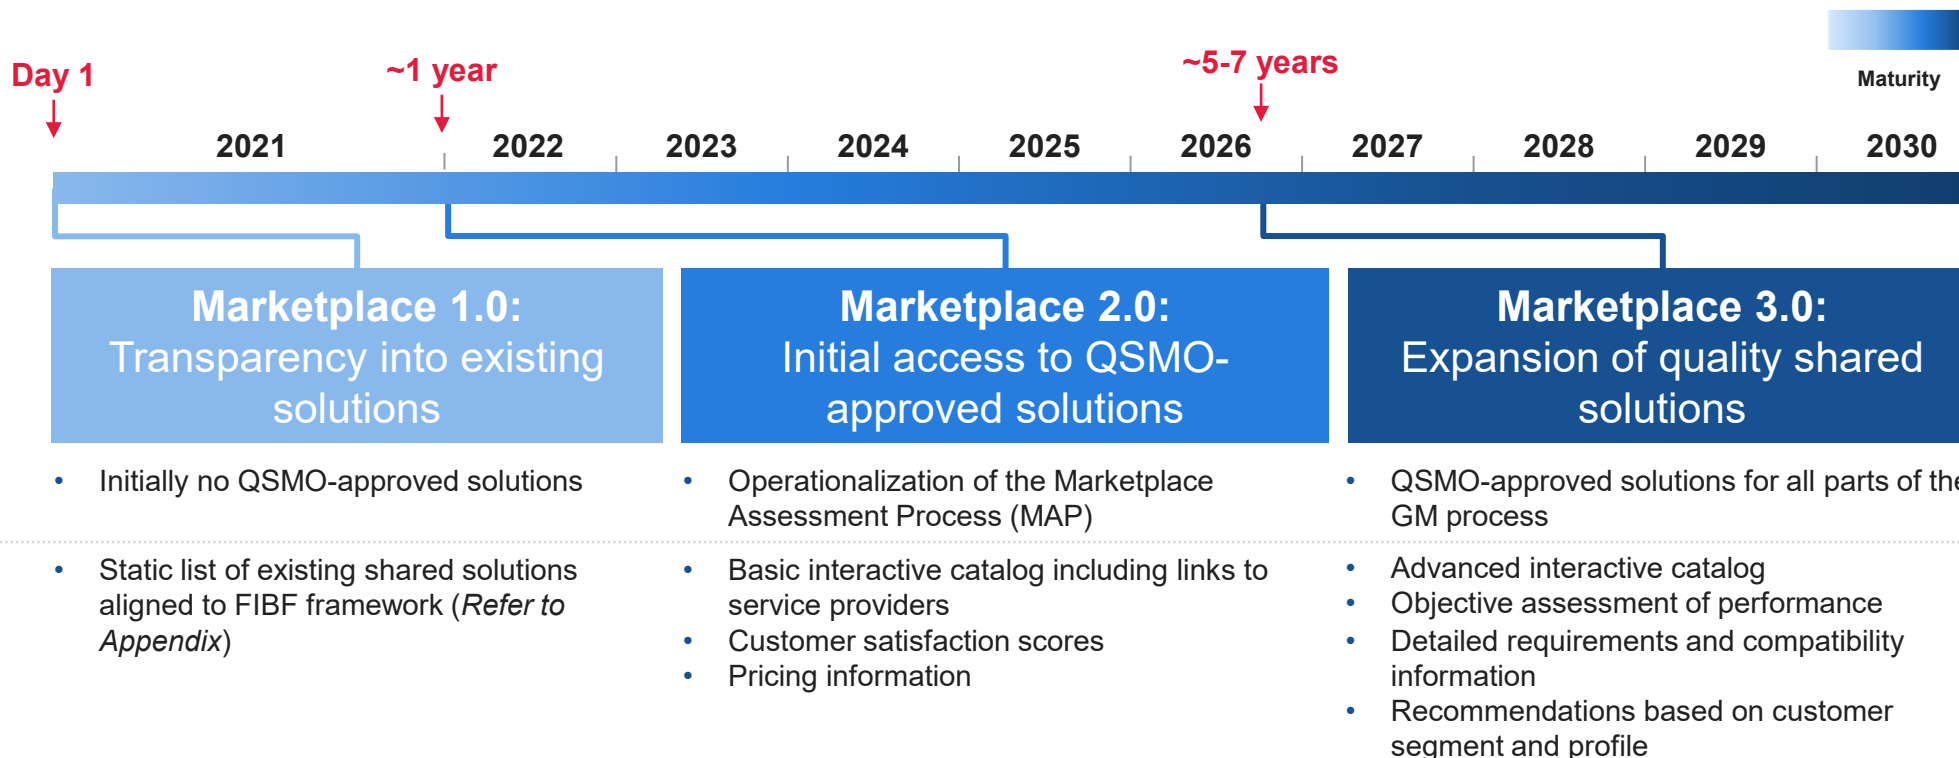 Day 1
~1 year
~5-7 years
Maturity
2021 2022 2023 2024 2025 2026 2027 2028 2029 2030
Marketplace 1.0:
Transparency into existing
solutions
• Initially no QSMO-approved solutions
• Static list of existing shared solutions
aligned to FIBF framework (Refer to
Appendix)
Marketplace 2.0:
Initial access to QSMO-
approved solutions
• Operationalization of the Marketplace
Assessment Process (MAP)
• Basic interactive catalog including links to
service providers
• Customer satisfaction scores
• Pricing information
Marketplace 3.0:
Expansion of quality shared
solutions
• QSMO-approved solutions for all parts of the
GM process
• Advanced interactive catalog
• Objective assessment of performance
• Detailed requirements and compatibility
information
• Recommendations based on customer
segment and profile